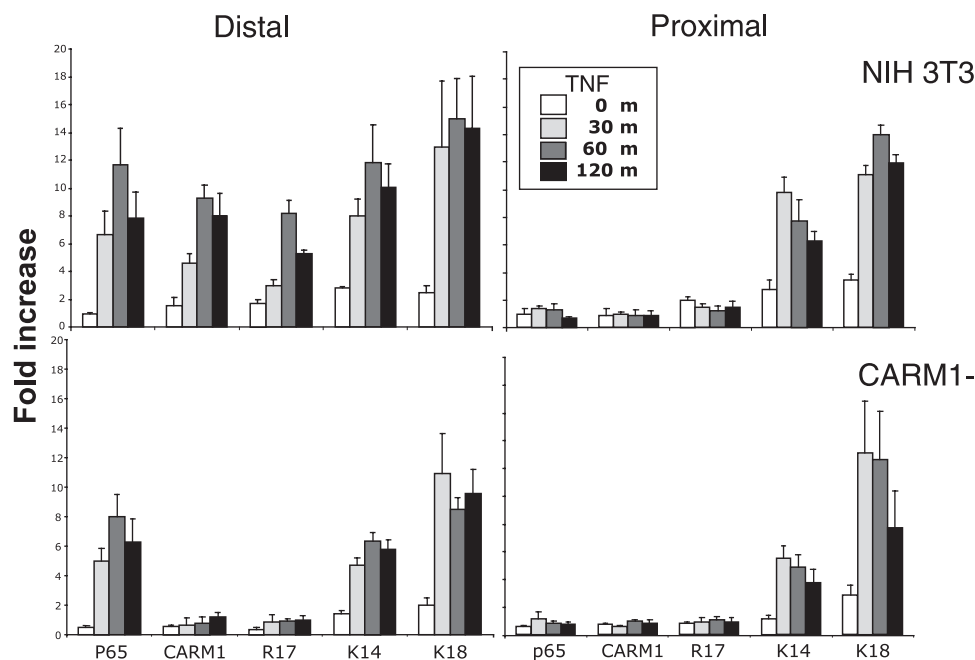 Distal
Proximal
NIH 3T3
TNF
0 m
30 m
60 m
120 m
20
18
16
14
12
10
8
6
4
2
0
Fold increase
CARM1-
20
18
16
14
12
10
8
6
4
2
0
P65 CARM1 R17 K14 K18
p65 CARM1 R17 K14 K18